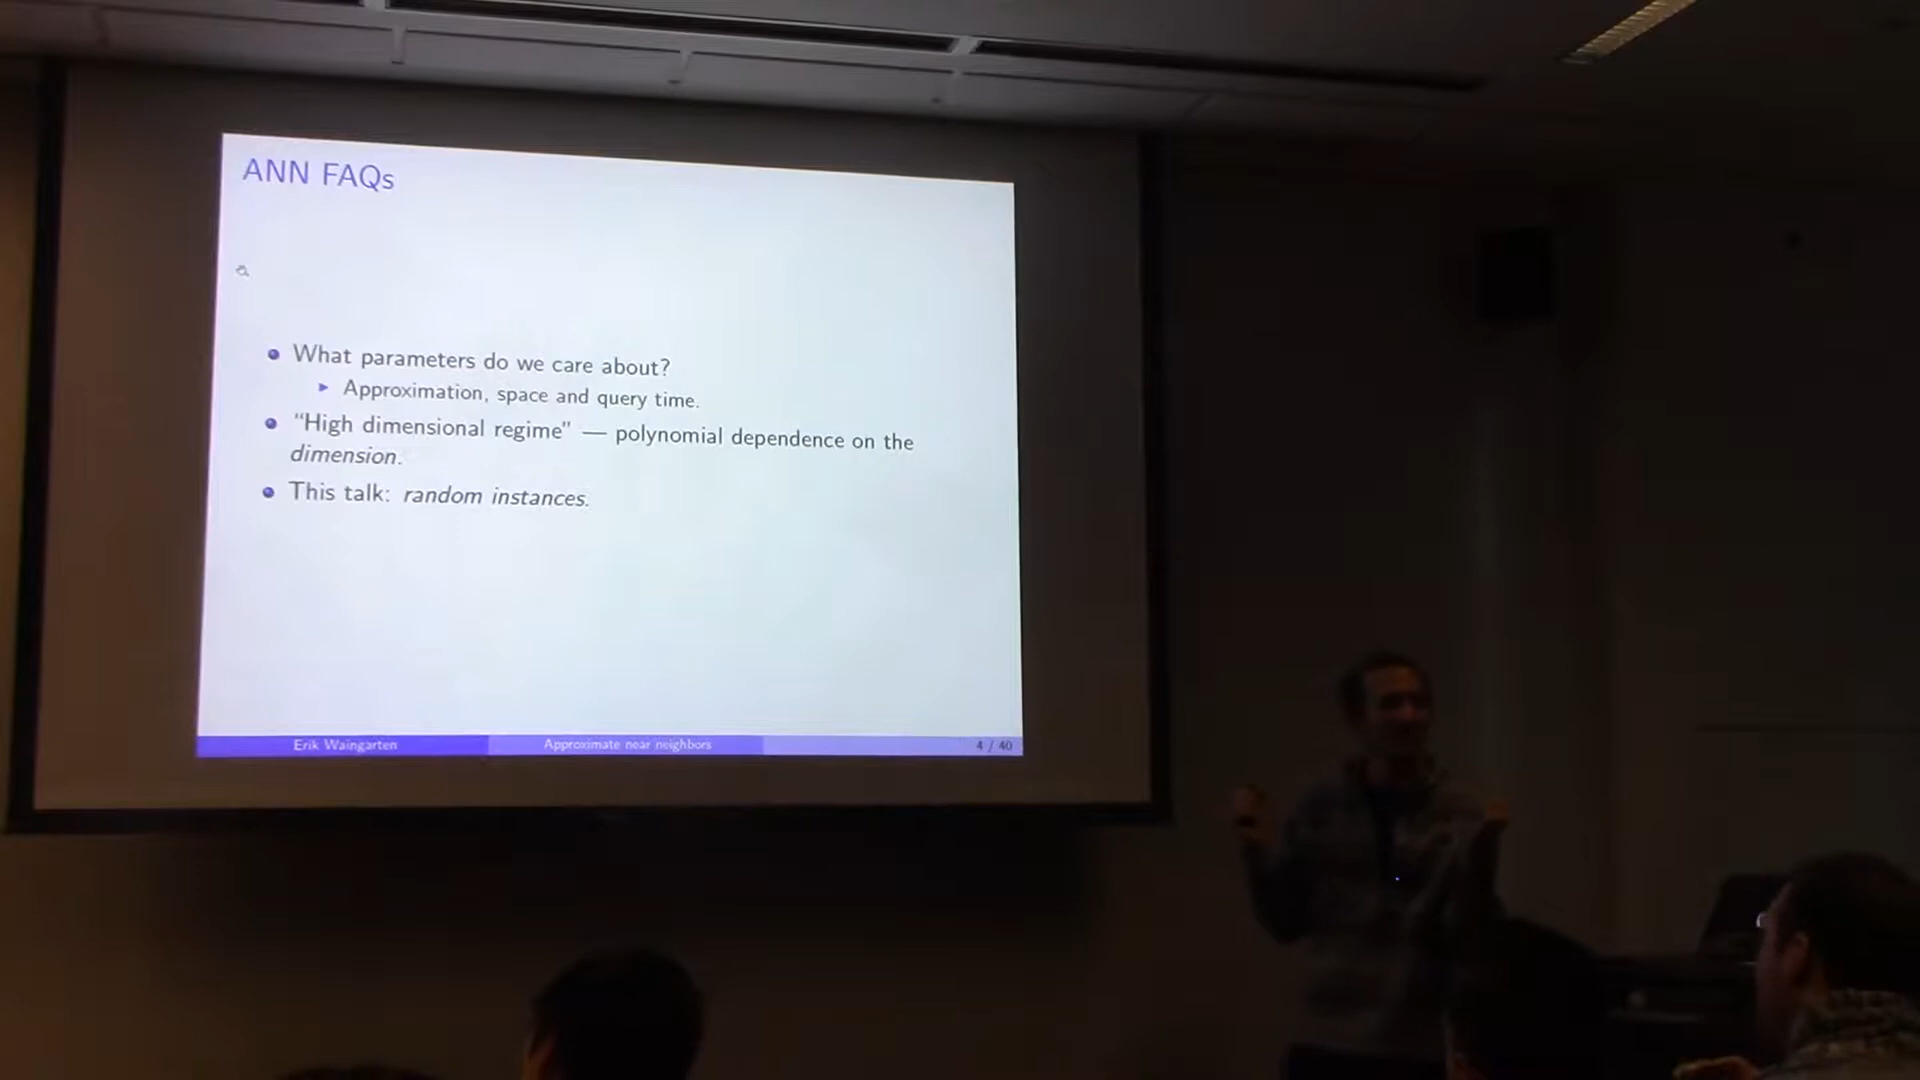 ANN FAQs
What parameters do we care about?
Approximation, space and query time.
“High dimensional regime” — polynomial dependence on the
dimension.
This talk: random instances.
Erik Waingarten
Approximate near neighbors
4 / 40